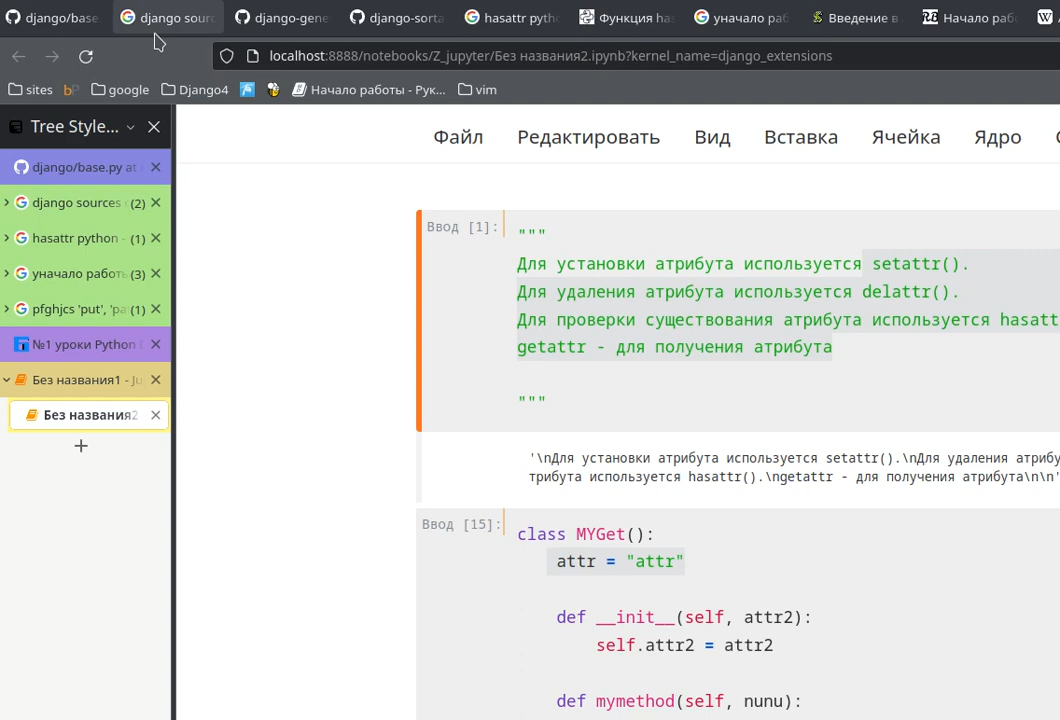 django/base. django sour django-gene django-sorta hasattr pyth Функция has уначало раб Введение в Начало раб
localhost:8888/notebooks/Z_jupyter/Без названия2.ipynb?kernel_name=django_extensions
sites bP google Django4 Начало работы - Рук… vim
Tree Style…
Файл Редактировать Вид Вставка Ячейка Ядро
django/base.py at
django sources (2)
hasattr python - (1)
уначало работь (3)
pfghjcs 'put', 'pa (1)
№1 уроки Python
Без названия1 - Ju
Без названия2
+
Ввод [1]:
"""
Для установки атрибута используется setattr().
Для удаления атрибута используется delattr().
Для проверки существования атрибута используется hasatt
getattr - для получения атрибута
"""
'\nДля установки атрибута используется setattr().\nДля удаления атрибу
трибута используется hasattr().\ngetattr - для получения атрибута\n\n'
Ввод [15]:
class MYGet():
attr = "attr"
def __init__(self, attr2):
self.attr2 = attr2
def mymethod(self, nunu):